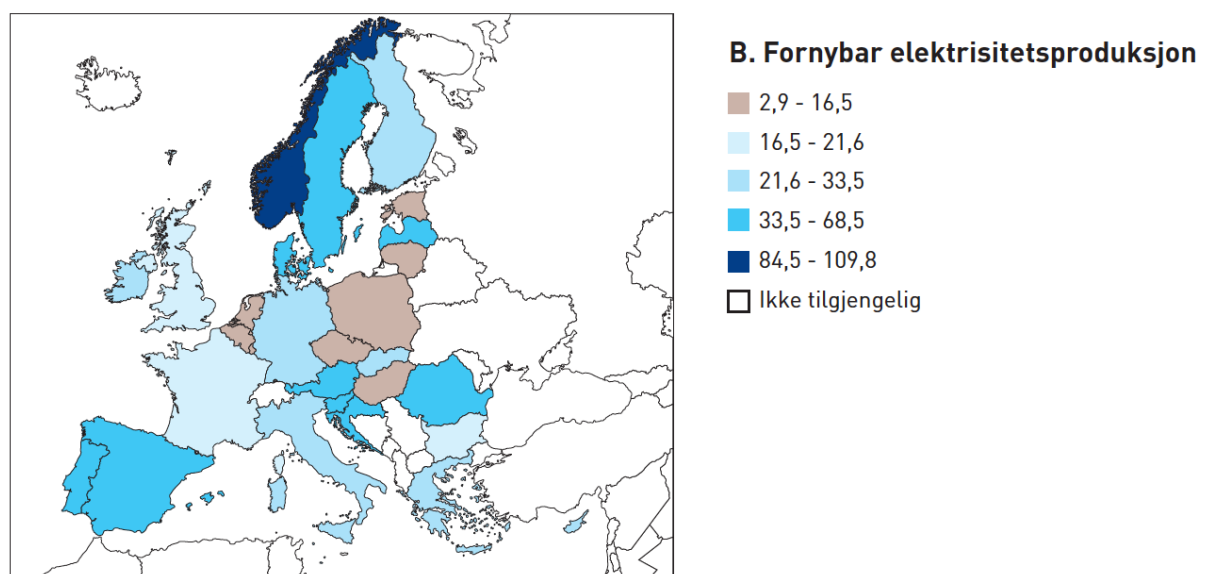 B. Fornybar elektrisitetsproduksjon
2,9 - 16,5
16,5 - 21,6
21,6 - 33,5
33,5 - 68,5
84,5 - 109,8
Ikke tilgjengelig